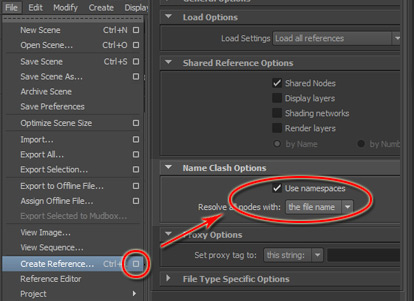 File Edit Modify Create Display
New Scene Ctrl+N
Open Scene... Ctrl+O
Save Scene Ctrl+S
Save Scene As...
Archive Scene
Save Preferences
Optimize Scene Size
Import...
Export All...
Export Selection...
Export to Offline File...
Assign Offline File...
Export Selected to Mudbox...
View Image...
View Sequence...
Create Reference... Ctrl+
Reference Editor
Project
General Options
Load Options
Load Settings Load all references
Shared Reference Options
Shared Nodes
Display layers
Shading networks
Render layers
by Name by Numb
Name Clash Options
Use namespaces
Resolve all nodes with: the file name
Proxy Options
Set proxy tag to: this string:
File Type Specific Options